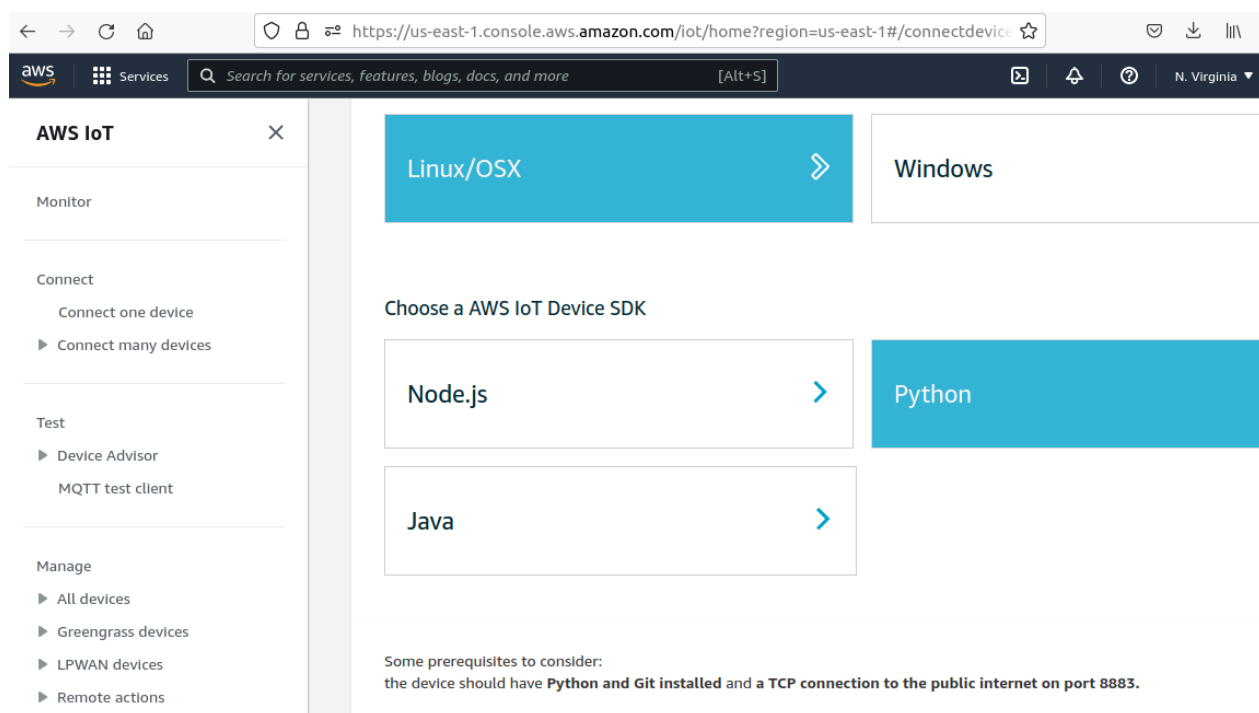 https://us-east-1.console.aws.amazon.com/iot/home?region=us-east-1#/connectdevice
aws
Services
Search for services, features, blogs, docs, and more
[Alt+S]
N. Virginia
AWS IoT
Monitor
Connect
Connect one device
Connect many devices
Test
Device Advisor
MQTT test client
Manage
All devices
Greengrass devices
LPWAN devices
Remote actions
Linux/OSX
Windows
Choose a AWS IoT Device SDK
Node.js
Python
Java
Some prerequisites to consider:
the device should have Python and Git installed and a TCP connection to the public internet on port 8883.